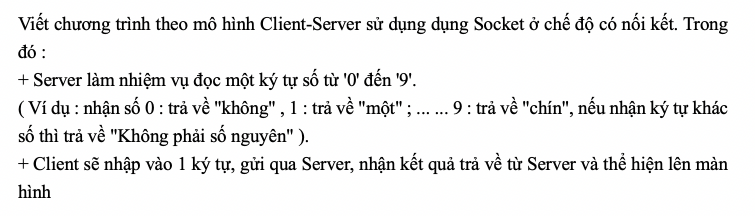 Viết chương trình theo mô hình Client-Server sử dụng dụng Socket ở chế độ có nối kết. Trong
đó :
+ Server làm nhiệm vụ đọc một ký tự số từ '0' đến '9'.
( Ví dụ : nhận số 0 : trả về "không" , 1 : trả về "một" ; ... ... 9 : trả về "chín", nếu nhận ký tự khác
số thì trả về "Không phải số nguyên" ).
+ Client sẽ nhập vào 1 ký tự, gửi qua Server, nhận kết quả trả về từ Server và thể hiện lên màn
hình